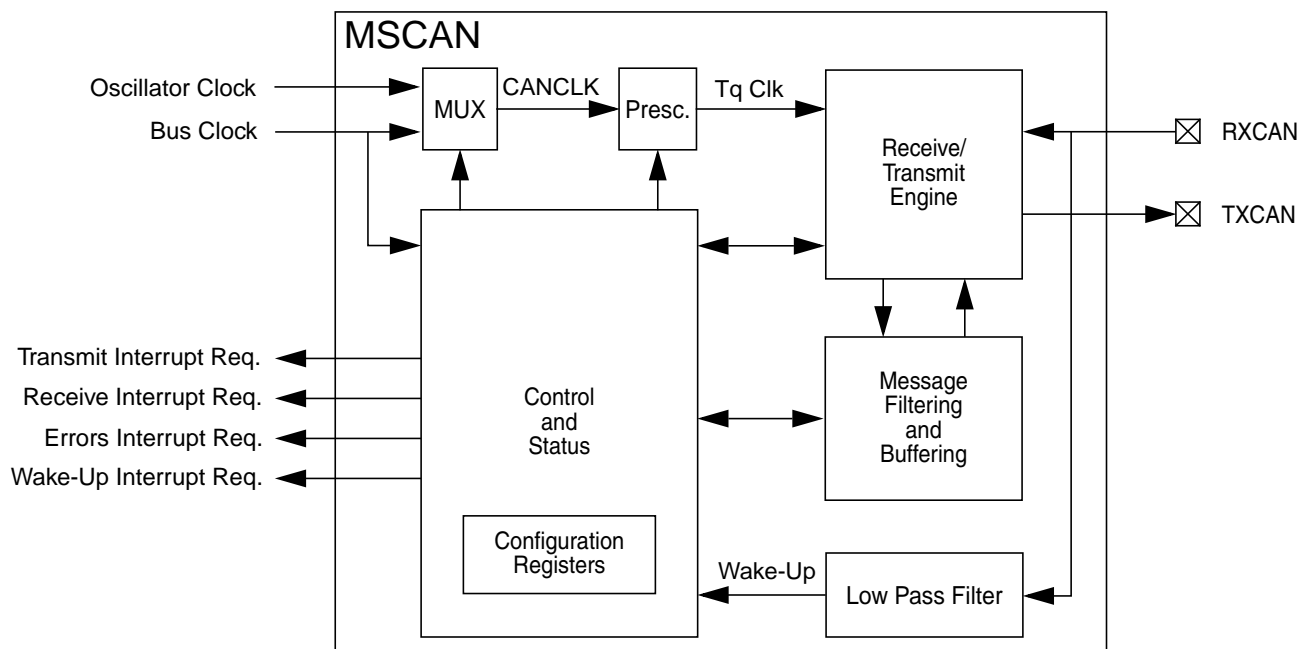 MSCAN
Oscillator Clock
Bus Clock
MUX
CANCLK
Presc.
Tq Clk
Receive/
Transmit
Engine
RXCAN
TXCAN
Transmit Interrupt Req.
Receive Interrupt Req.
Errors Interrupt Req.
Wake-Up Interrupt Req.
Control
and
Status
Message
Filtering
and
Buffering
Configuration
Registers
Wake-Up
Low Pass Filter